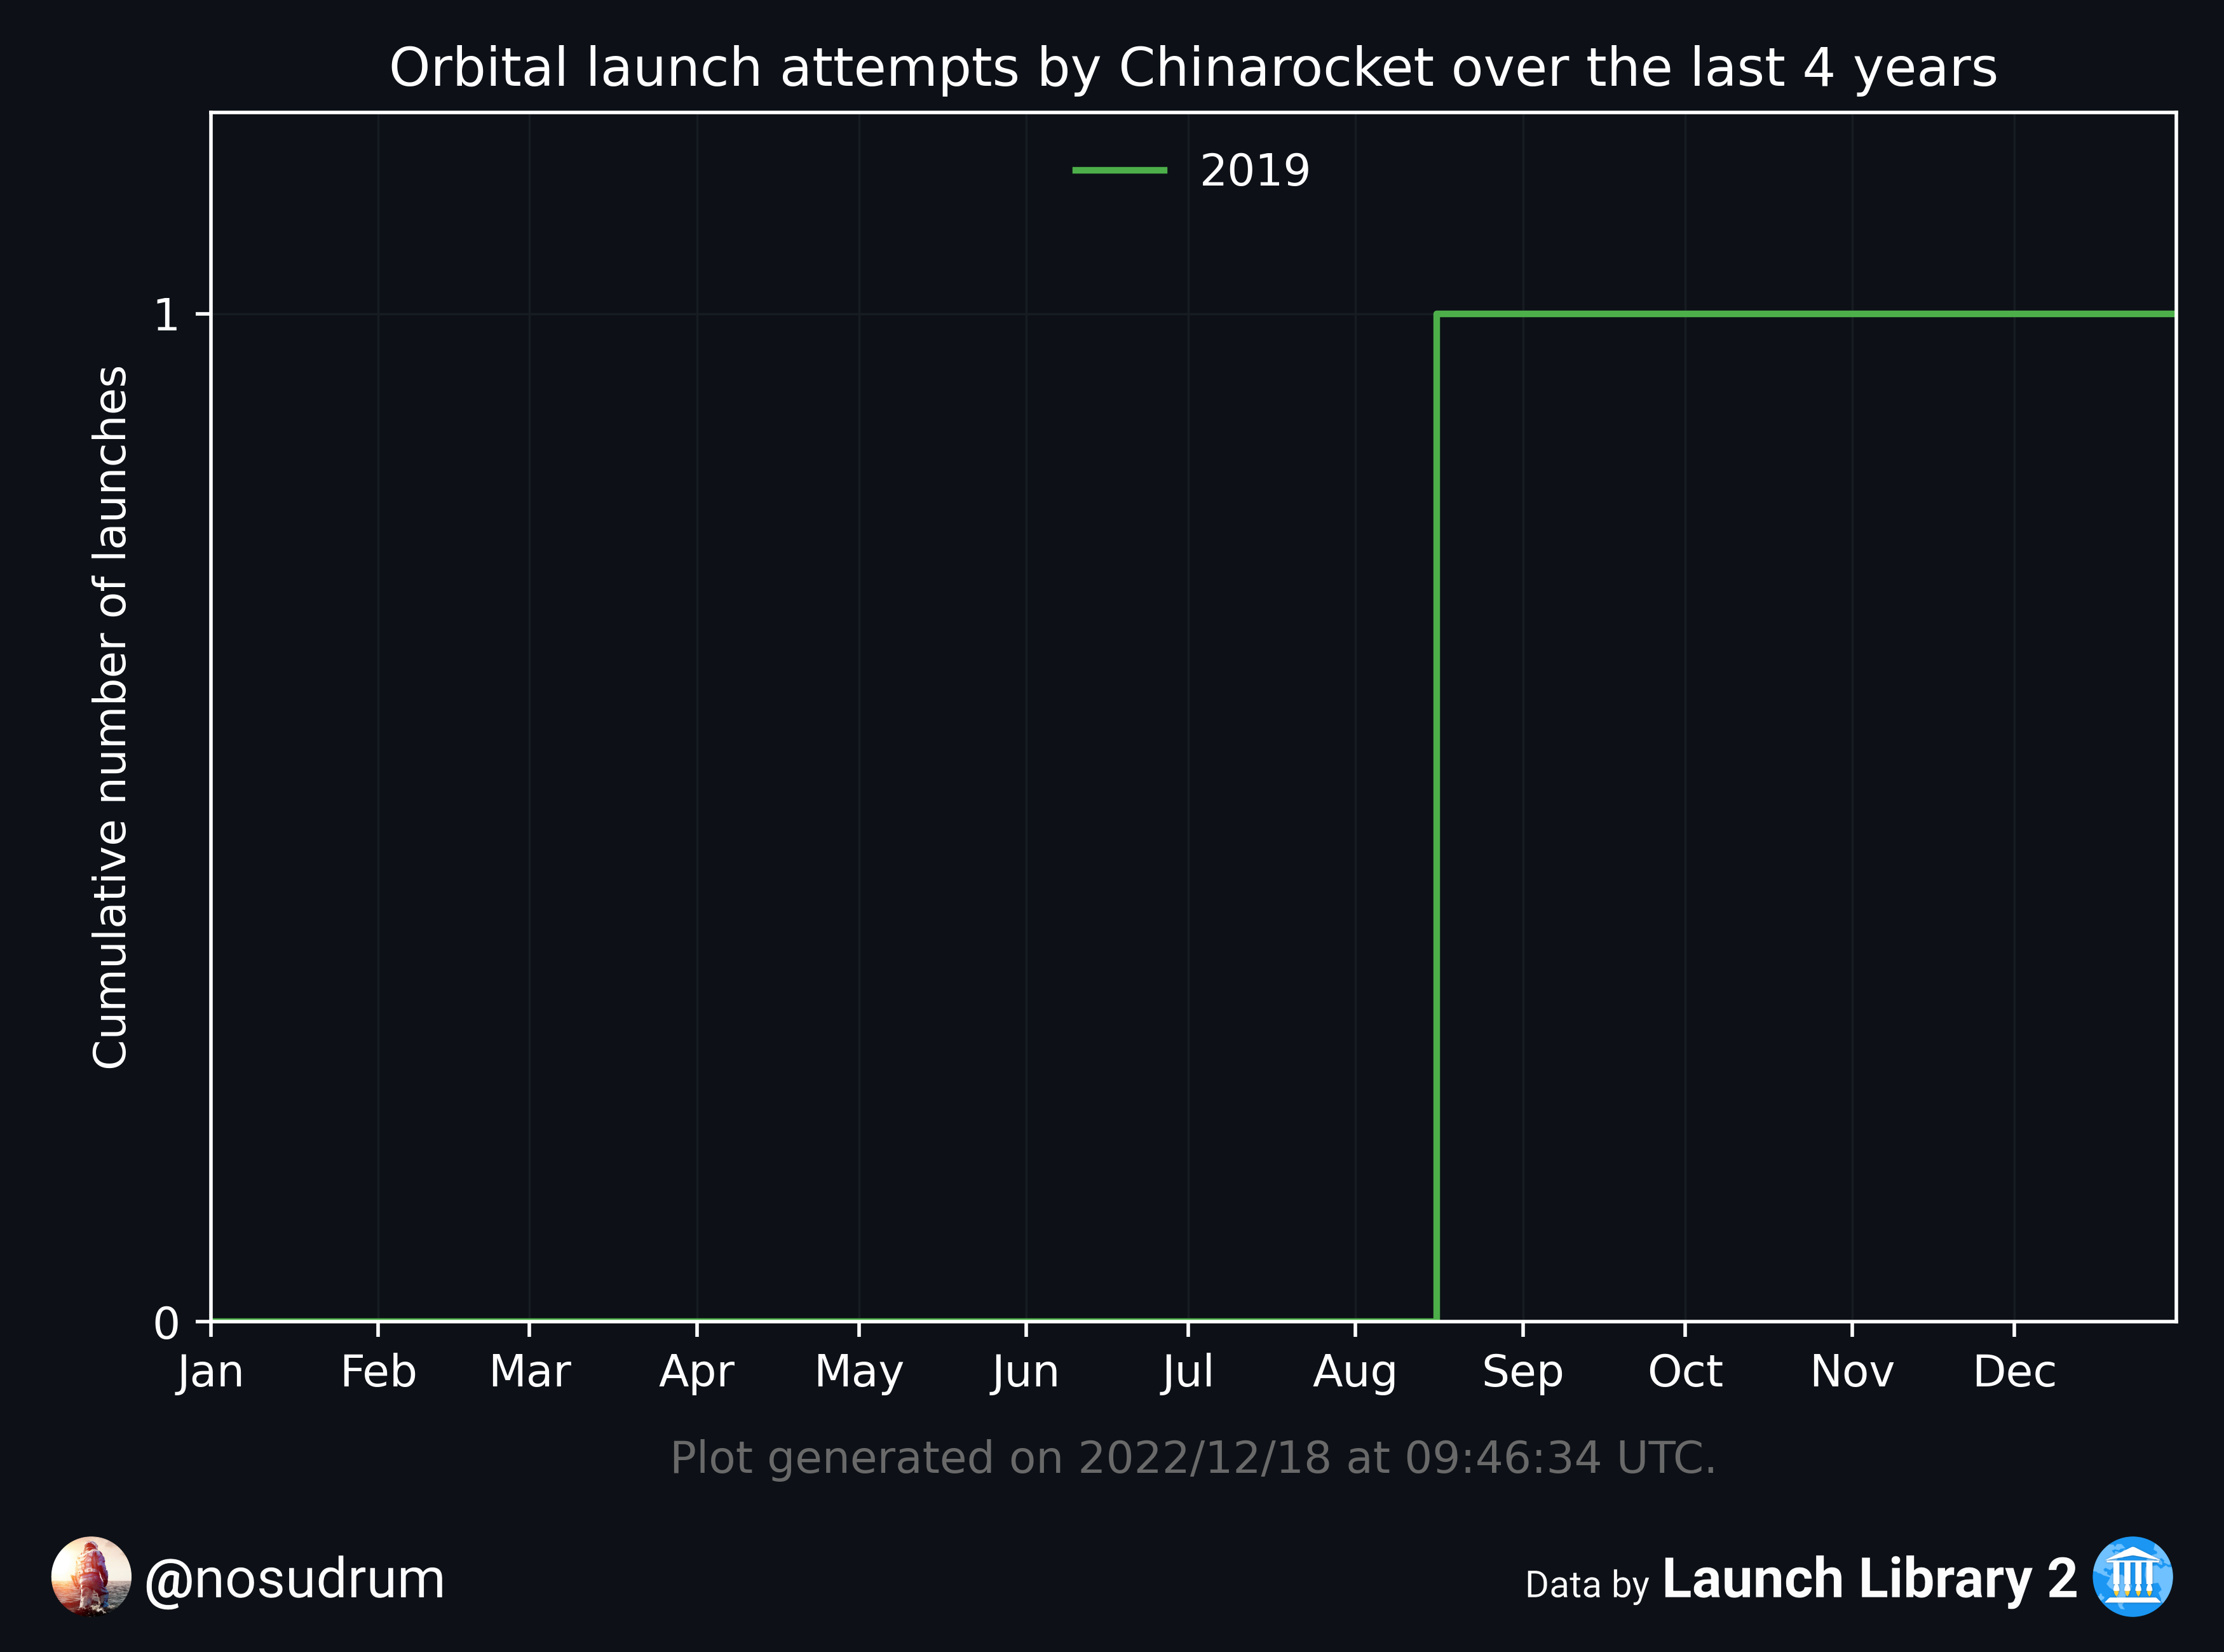 Orbital launch attempts by Chinarocket over the last 4 years
2019
1
Cumulative number of launches
0
Jan Feb Mar Apr May Jun Jul Aug Sep Oct Nov Dec
Plot generated on 2022/12/18 at 09:46:34 UTC.
@nosudrum
Data by Launch Library 2